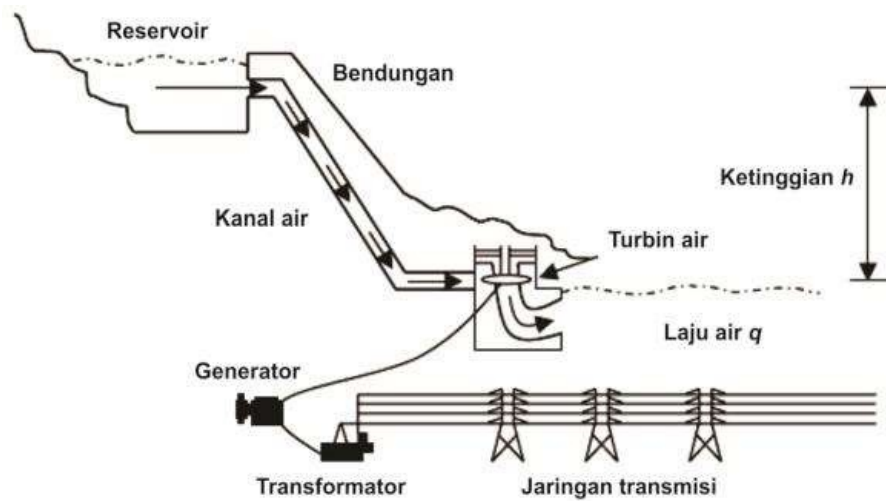 Reservoir
Bendungan
Ketinggian h
Kanal air
Turbin air
Laju air q
Generator
Transformator
Jaringan transmisi